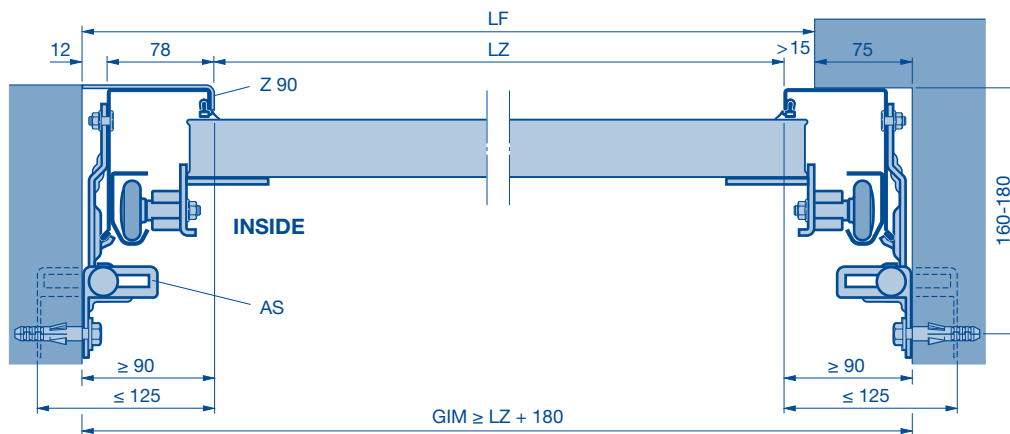 LF
12
78
LZ
>15
75
Z 90
160-180
INSIDE
AS
≥ 90
≥ 90
≤ 125
≤ 125
GIM ≥ LZ + 180